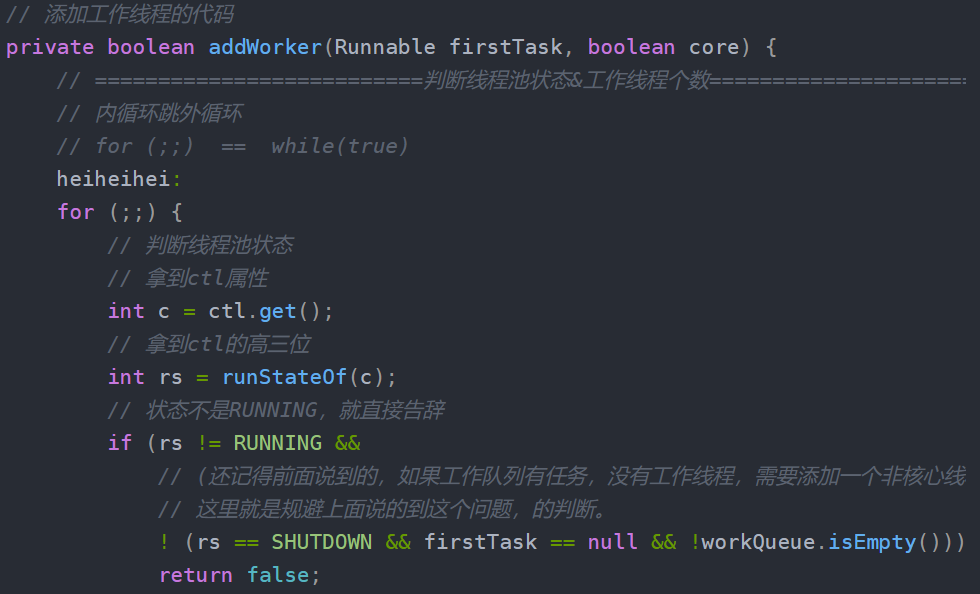 // 添加工作线程的代码
private boolean addWorker(Runnable firstTask, boolean core) {
    // ==========================判断线程池状态&工作线程个数====================
    // 内循环跳外循环
    // for (;;)  ==  while(true)
    heiheihei:
    for (;;) {
        // 判断线程池状态
        // 拿到ctl属性
        int c = ctl.get();
        // 拿到ctl的高三位
        int rs = runStateOf(c);
        // 状态不是RUNNING，就直接告辞
        if (rs != RUNNING &&
            // (还记得前面说到的，如果工作队列有任务，没有工作线程，需要添加一个非核心线
            // 这里就是规避上面说的到这个问题，的判断。
            ! (rs == SHUTDOWN && firstTask == null && !workQueue.isEmpty()))
            return false;